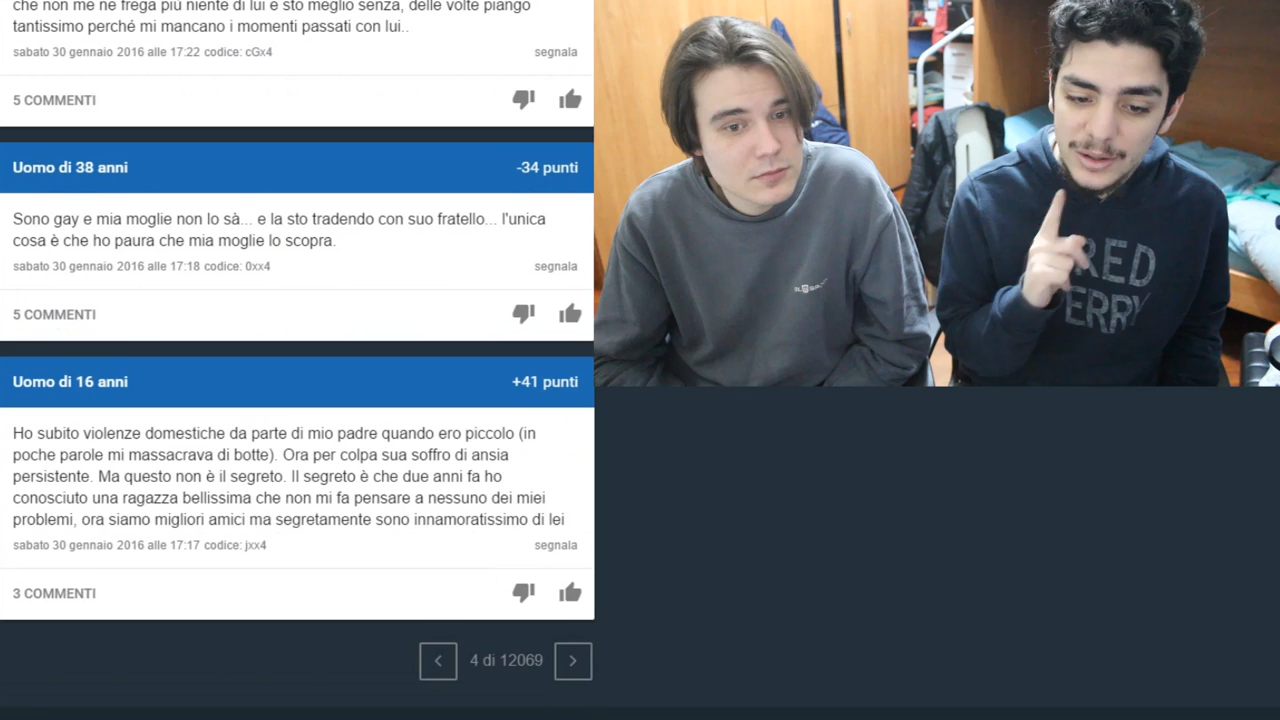 che non me ne frega più niente di lui e sto meglio senza, delle volte piango
tantissimo perché mi mancano i momenti passati con lui..
sabato 30 gennaio 2016 alle 17:22 codice: cGx4 segnala
5 COMMENTI
Uomo di 38 anni -34 punti
Sono gay e mia moglie non lo sà... e la sto tradendo con suo fratello... l'unica
cosa è che ho paura che mia moglie lo scopra.
sabato 30 gennaio 2016 alle 17:18 codice: 0xx4 segnala
5 COMMENTI
Uomo di 16 anni +41 punti
Ho subito violenze domestiche da parte di mio padre quando ero piccolo (in
poche parole mi massacrava di botte). Ora per colpa sua soffro di ansia
persistente. Ma questo non è il segreto. Il segreto è che due anni fa ho
conosciuto una ragazza bellissima che non mi fa pensare a nessuno dei miei
problemi, ora siamo migliori amici ma segretamente sono innamoratissimo di lei
sabato 30 gennaio 2016 alle 17:17 codice: jxx4 segnala
3 COMMENTI
4 di 12069
RED
ERRY